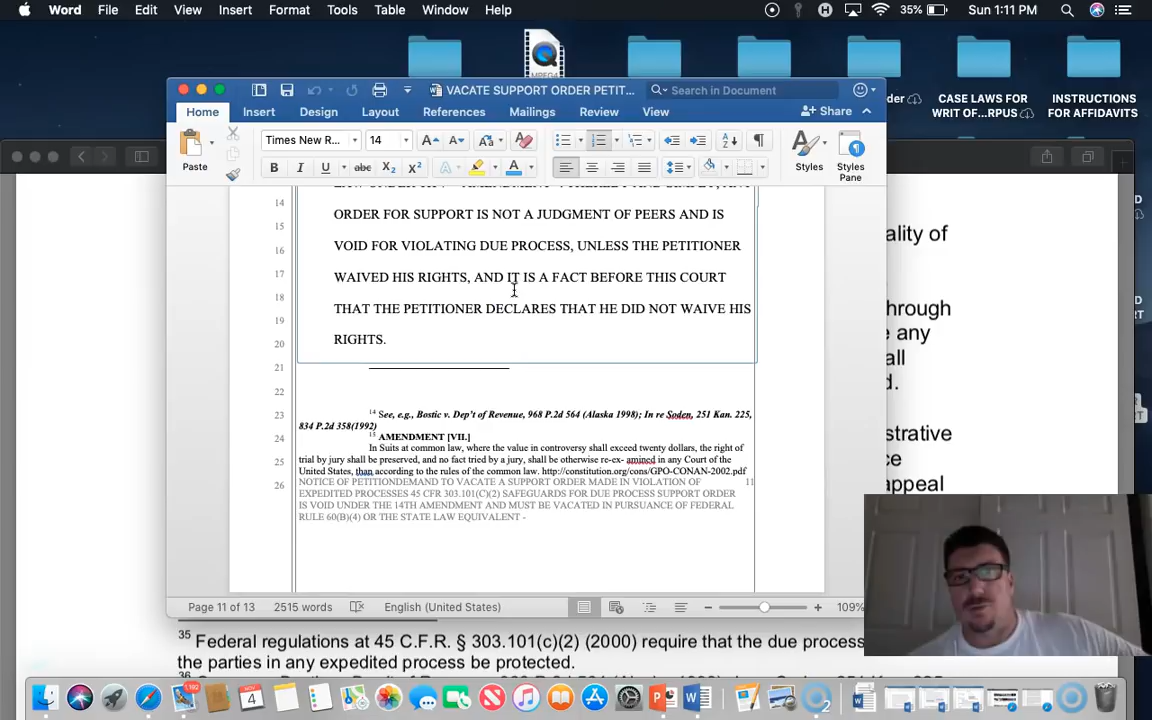 Word File Edit View Insert Format Tools Table Window Help 35% Sun 1:11 PM
VACATE SUPPORT ORDER PETIT... Search in Document
CASE LAWS FOR WRIT OF...RPUS
INSTRUCTIONS FOR AFFIDAVITS
Home Insert Design Layout References Mailings Review View Share
Paste Times New R... 14 Styles Styles Pane
14 ORDER FOR SUPPORT IS NOT A JUDGMENT OF PEERS AND IS
15
16 VOID FOR VIOLATING DUE PROCESS, UNLESS THE PETITIONER
17 WAIVED HIS RIGHTS, AND IT IS A FACT BEFORE THIS COURT
18
19 THAT THE PETITIONER DECLARES THAT HE DID NOT WAIVE HIS
20 RIGHTS.
21
22
23 14 See, e.g., Bostic v. Dep't of Revenue, 968 P.2d 564 (Alaska 1998); In re Soden, 251 Kan. 225,
834 P.2d 358(1992)
24 15 AMENDMENT [VII.]
In Suits at common law, where the value in controversy shall exceed twenty dollars, the right of
25 trial by jury shall be preserved, and no fact tried by a jury, shall be otherwise re-ex- amined in any Court of the
United States, than according to the rules of the common law. http://constitution.org/cons/GPO-CONAN-2002.pdf
26 NOTICE OF PETITIONDEMAND TO VACATE A SUPPORT ORDER MADE IN VIOLATION OF 11
EXPEDITED PROCESSES 45 CFR 303.101(C)(2) SAFEGUARDS FOR DUE PROCESS SUPPORT ORDER
IS VOID UNDER THE 14TH AMENDMENT AND MUST BE VACATED IN PURSUANCE OF FEDERAL
RULE 60(B)(4) OR THE STATE LAW EQUIVALENT -
ality of
hrough
e any
all
d.
strative
ce
appeal
Page 11 of 13 2515 words English (United States) 109%
35 Federal regulations at 45 C.F.R. § 303.101(c)(2) (2000) require that the due process
the parties in any expedited process be protected.
NOV
4